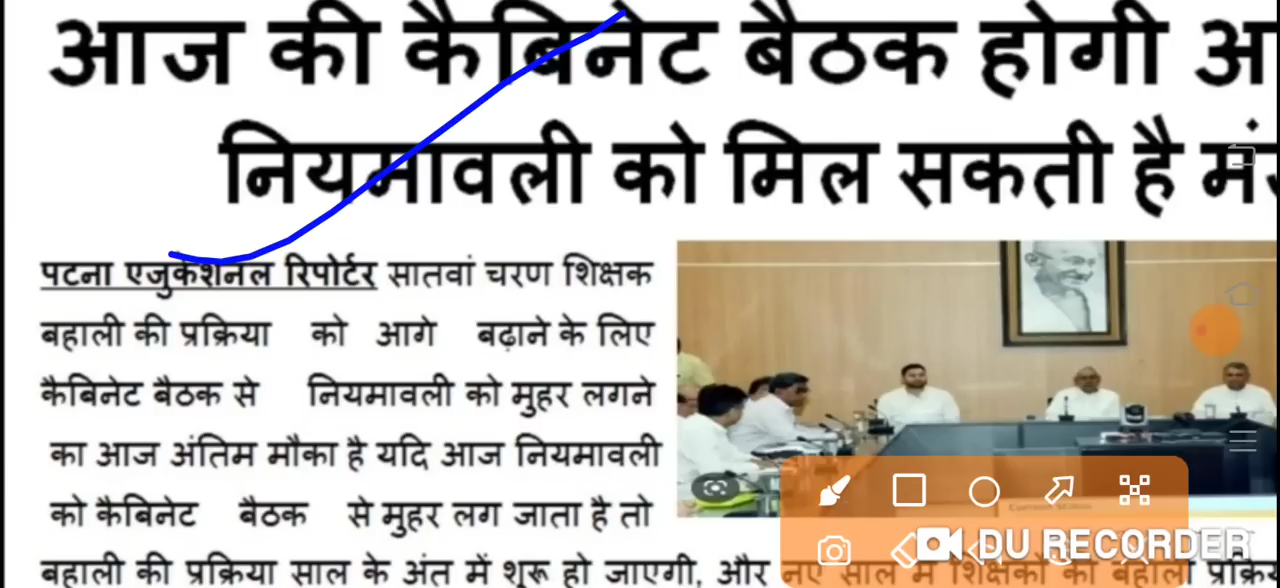 आज की कैबिनेट बैठक होगी
नियमावली को मिल सकती है
पटना एजुकेशनल रिपोर्टर सातवां चरण शिक्षक
बहाली की प्रक्रिया को आगे बढ़ाने के लिए
कैबिनेट बैठक से नियमावली को मुहर लगने
का आज अंतिम मौका है यदि आज नियमावली
को कैबिनेट बैठक से मुहर लग जाता है तो
बहाली की प्रक्रिया साल के अंत में शुरू हो जाएगी, और नए साल में शिक्षकों की बहाली
DU RECORDER